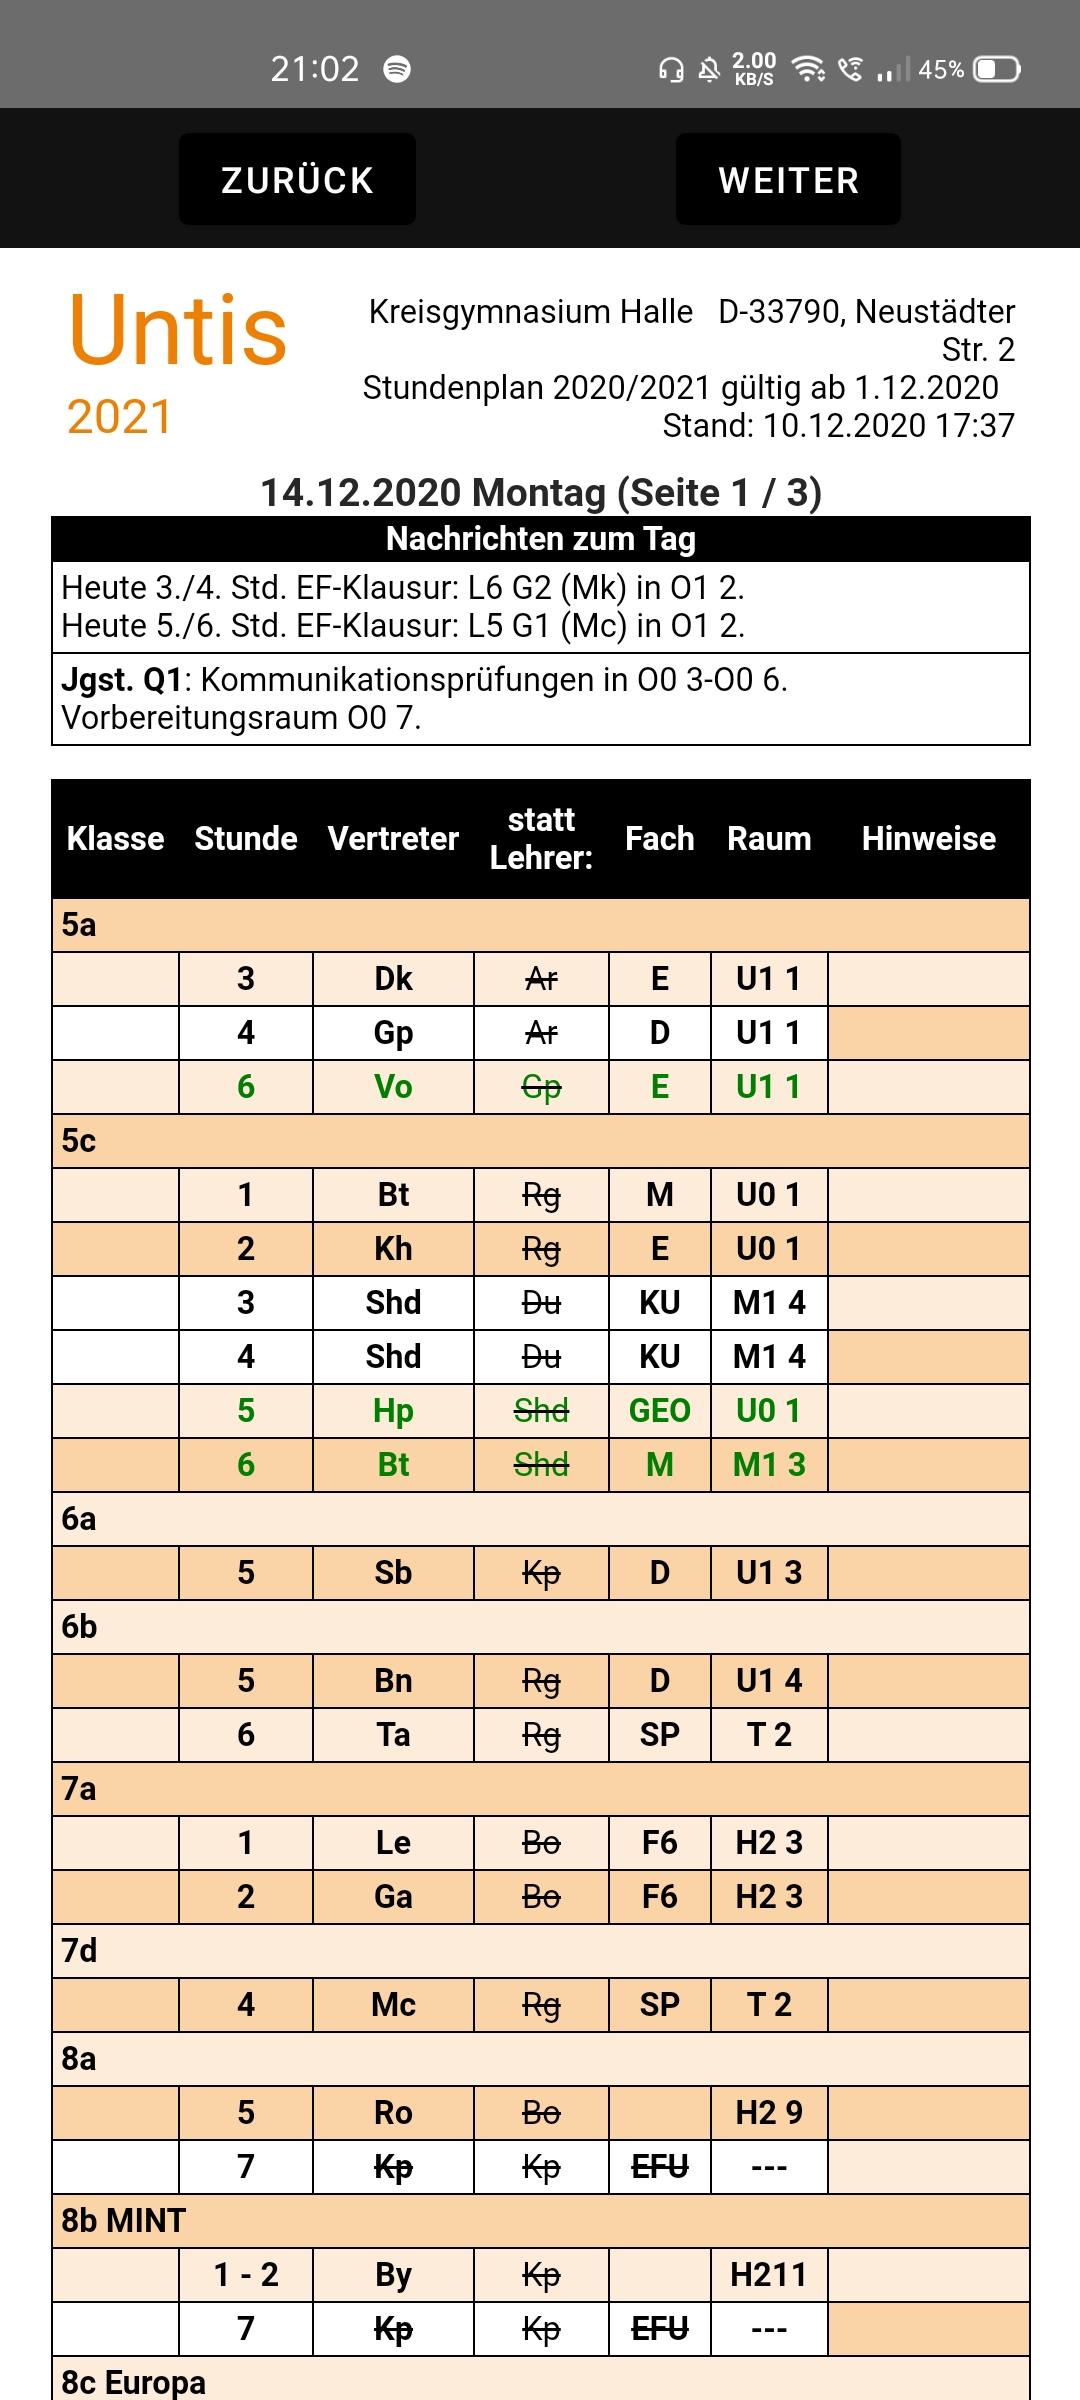 21:02 2.00 KB/S 45%
ZURÜCK WEITER
Untis
2021
Kreisgymnasium Halle D-33790, Neustädter
Str. 2
Stundenplan 2020/2021 gültig ab 1.12.2020
Stand: 10.12.2020 17:37
14.12.2020 Montag (Seite 1 / 3)
Nachrichten zum Tag
Heute 3./4. Std. EF-Klausur: L6 G2 (Mk) in O1 2.
Heute 5./6. Std. EF-Klausur: L5 G1 (Mc) in O1 2.
Jgst. Q1: Kommunikationsprüfungen in O0 3-O0 6.
Vorbereitungsraum O0 7.
Klasse Stunde Vertreter statt Lehrer: Fach Raum Hinweise
5a
3 Dk Ar E U1 1
4 Gp Ar D U1 1
6 Vo Gp E U1 1
5c
1 Bt Rg M U0 1
2 Kh Rg E U0 1
3 Shd Du KU M1 4
4 Shd Du KU M1 4
5 Hp Shd GEO U0 1
6 Bt Shd M M1 3
6a
5 Sb Kp D U1 3
6b
5 Bn Rg D U1 4
6 Ta Rg SP T 2
7a
1 Le Bo F6 H2 3
2 Ga Bo F6 H2 3
7d
4 Mc Rg SP T 2
8a
5 Ro Bo H2 9
7 Kp Kp EFU ---
8b MINT
1 - 2 By Kp H211
7 Kp Kp EFU ---
8c Europa